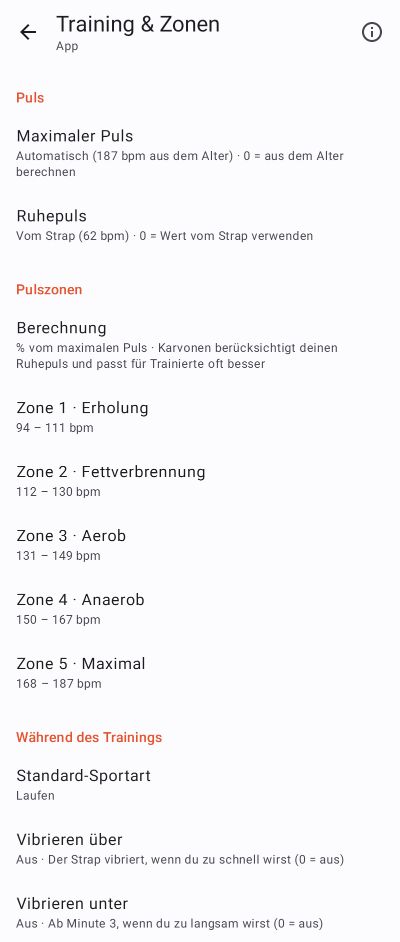 Training & Zonen
App
Puls
Maximaler Puls
Automatisch (187 bpm aus dem Alter) · 0 = aus dem Alter
berechnen
Ruhepuls
Vom Strap (62 bpm) · 0 = Wert vom Strap verwenden
Pulszonen
Berechnung
% vom maximalen Puls · Karvonen berücksichtigt deinen
Ruhepuls und passt für Trainierte oft besser
Zone 1 · Erholung
94 – 111 bpm
Zone 2 · Fettverbrennung
112 – 130 bpm
Zone 3 · Aerob
131 – 149 bpm
Zone 4 · Anaerob
150 – 167 bpm
Zone 5 · Maximal
168 – 187 bpm
Während des Trainings
Standard-Sportart
Laufen
Vibrieren über
Aus · Der Strap vibriert, wenn du zu schnell wirst (0 = aus)
Vibrieren unter
Aus · Ab Minute 3, wenn du zu langsam wirst (0 = aus)